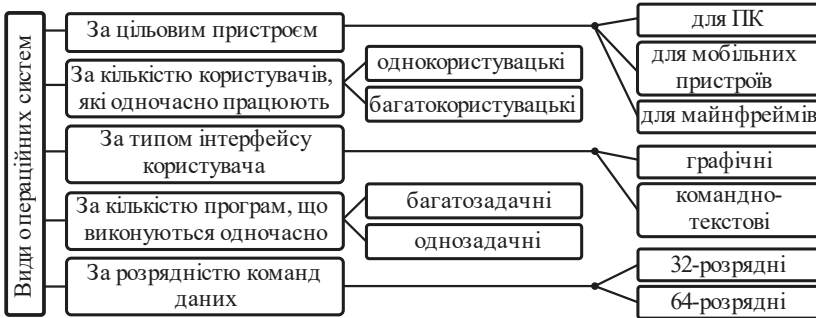 Види операційних систем
За цільовим пристроєм
для ПК
для мобільних
пристроїв
для майнфреймів
За кількістю користувачів,
які одночасно працюють
однокористувацькі
багатокористувацькі
За типом інтерфейсу
користувача
графічні
командно-
текстові
За кількістю програм, що
виконуються одночасно
багатозадачні
однозадачні
За розрядністю команд
даних
32-розрядні
64-розрядні